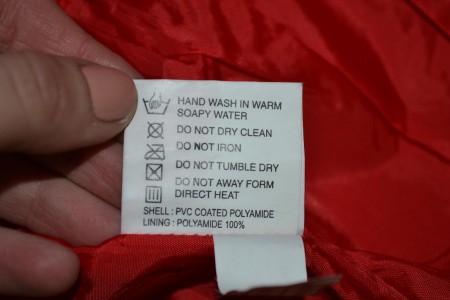 HAND WASH IN WARM
SOAPY WATER
DO NOT DRY CLEAN
DO NOT IRON
DO NOT TUMBLE DRY
DO NOT AWAY FORM
DIRECT HEAT
SHELL : PVC COATED POLYAMIDE
LINING : POLYAMIDE 100%